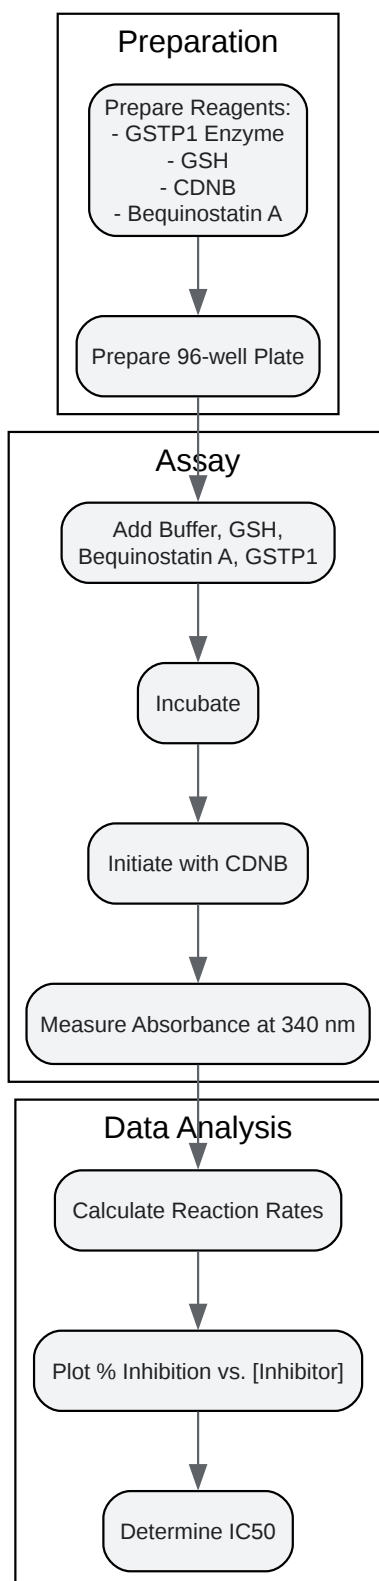 Preparation
Prepare Reagents:
- GSTP1 Enzyme
- GSH
- CDNB
- Bequinostatin A
Prepare 96-well Plate
Assay
Add Buffer, GSH,
Bequinostatin A, GSTP1
Incubate
Initiate with CDNB
Measure Absorbance at 340 nm
Data Analysis
Calculate Reaction Rates
Plot % Inhibition vs. [Inhibitor]
Determine IC50